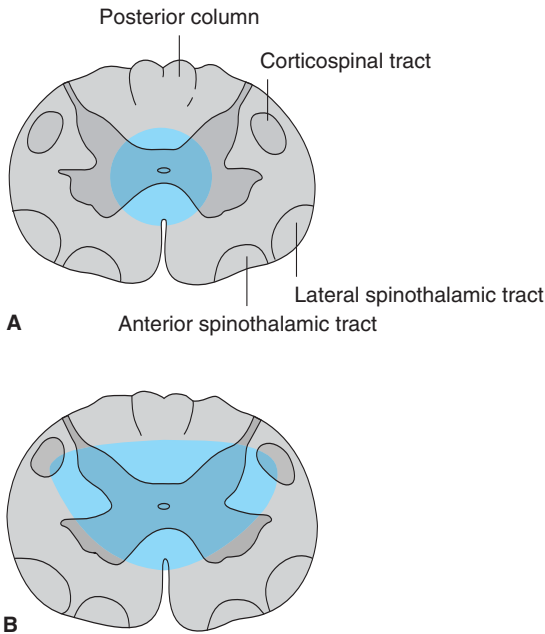 Posterior column
Corticospinal tract
Lateral spinothalamic tract
A
Anterior spinothalamic tract
B